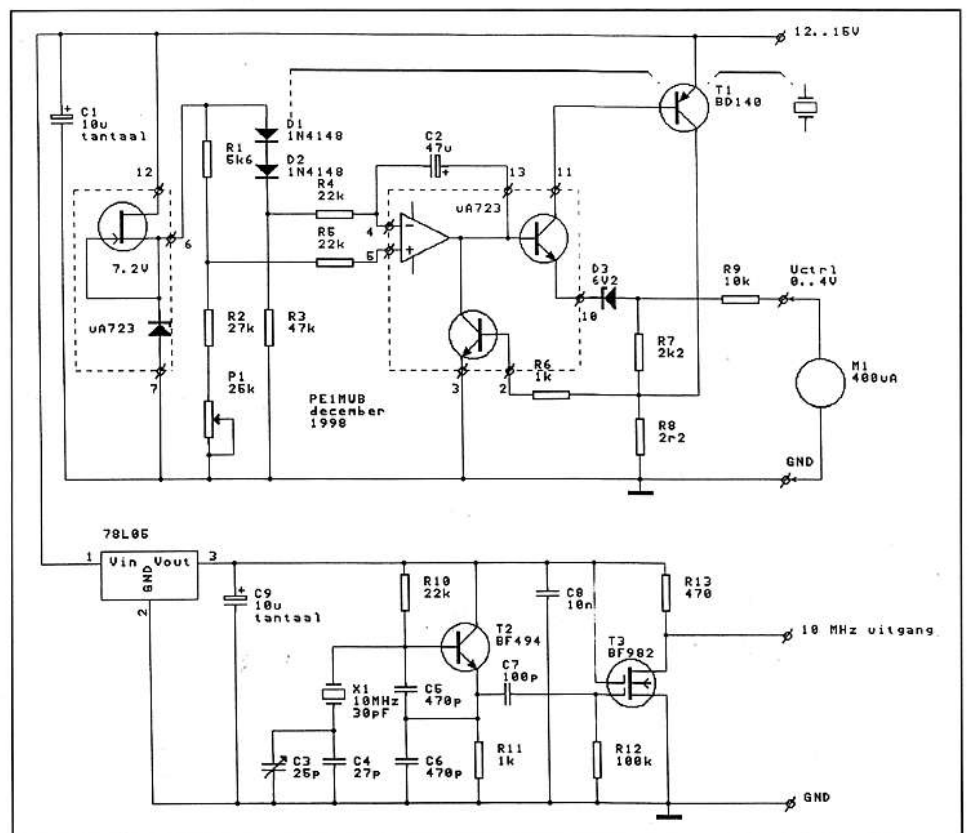 12..15V
T1
BD140
C1
10u
tantaal
D1
1N4148
D2
1N4148
R1
5k6
C2
47u
12
R4
22k
13
11
uA723
6
4
5
R5
22k
7.2V
D3
6V2
10
R9
10k
Uctrl
0..4V
uA723
R2
27k
R3
47k
R7
2k2
M1
400uA
7
P1
25k
3
2
R6
1k
PE1MVB
december
1998
R8
2r2
GND
78L05
1
Vin Vout
3
GND
2
C9
10u
tantaal
R10
22k
C8
10n
R13
470
T2
BF494
10 MHz uitgang
T3
BF982
C7
100p
X1
10MHz
30pF
C5
470p
C3
25p
C4
27p
C6
470p
R11
1k
R12
100k
GND